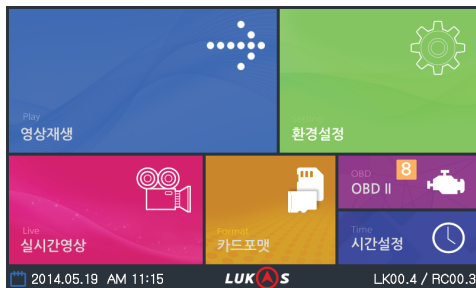 Play
영상재생
Setting
환경설정
Live
실시간영상
Format
카드포맷
OBD
OBD II
8
Time
시간설정
2014.05.19 AM 11:15
LUKAS
LK00.4 / RC00.3